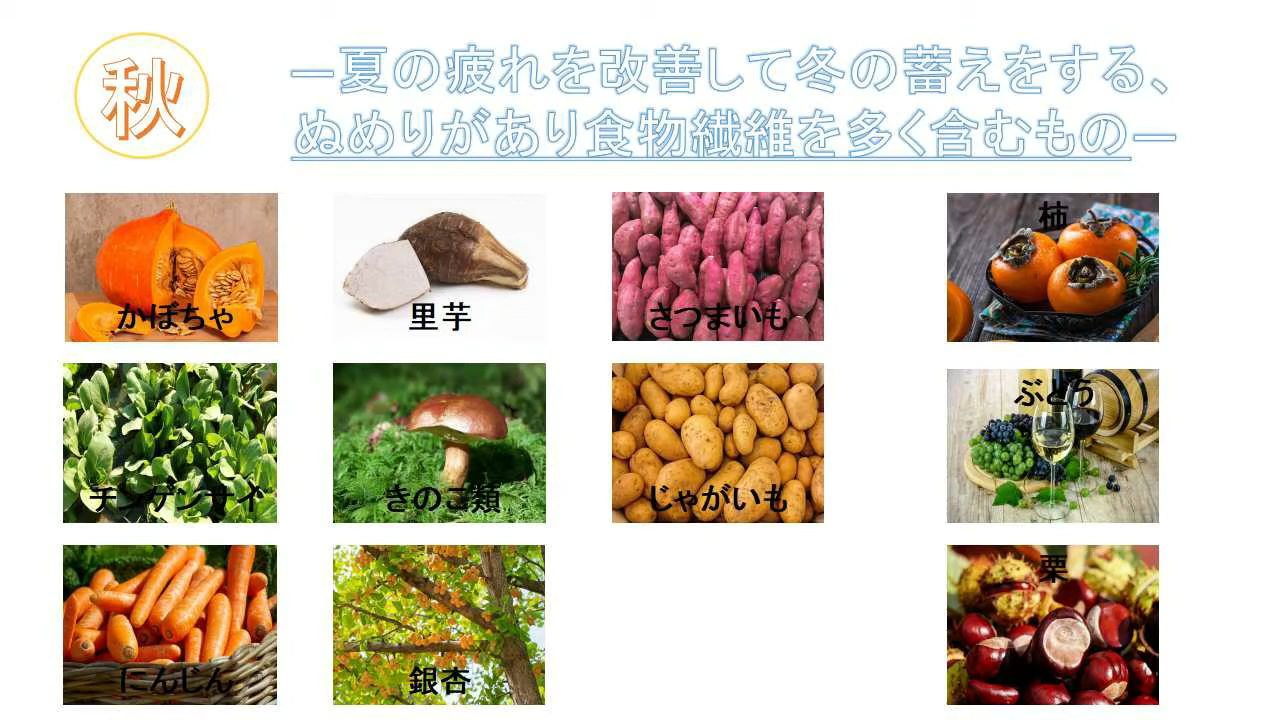 秋
―夏の疲れを改善して冬の蓄えをする、
ぬめりがあり食物繊維を多く含むもの―
かぼちゃ
里芋
さつまいも
柿
チンゲンサイ
きのこ類
じゃがいも
ぶどう
にんじん
銀杏
栗